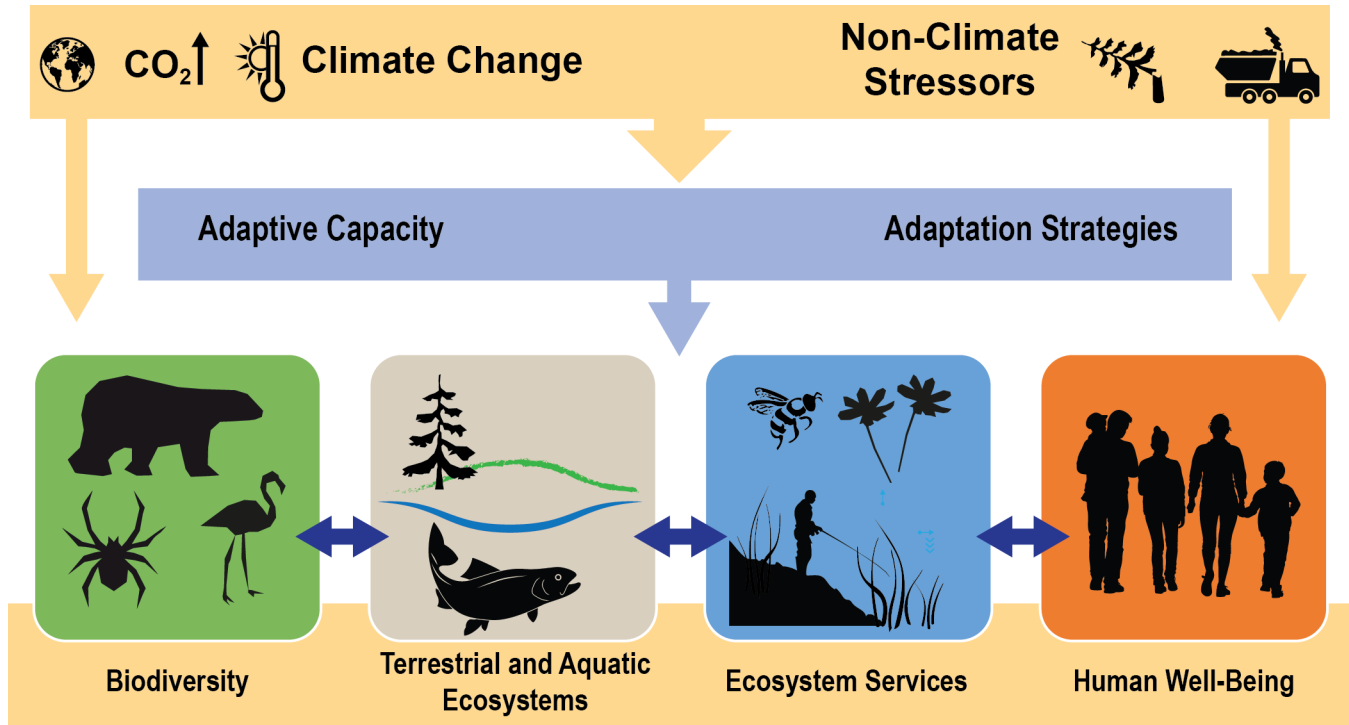 CO₂ Climate Change
Non-Climate
Stressors
Adaptive Capacity
Adaptation Strategies
Biodiversity
Terrestrial and Aquatic
Ecosystems
Ecosystem Services
Human Well-Being